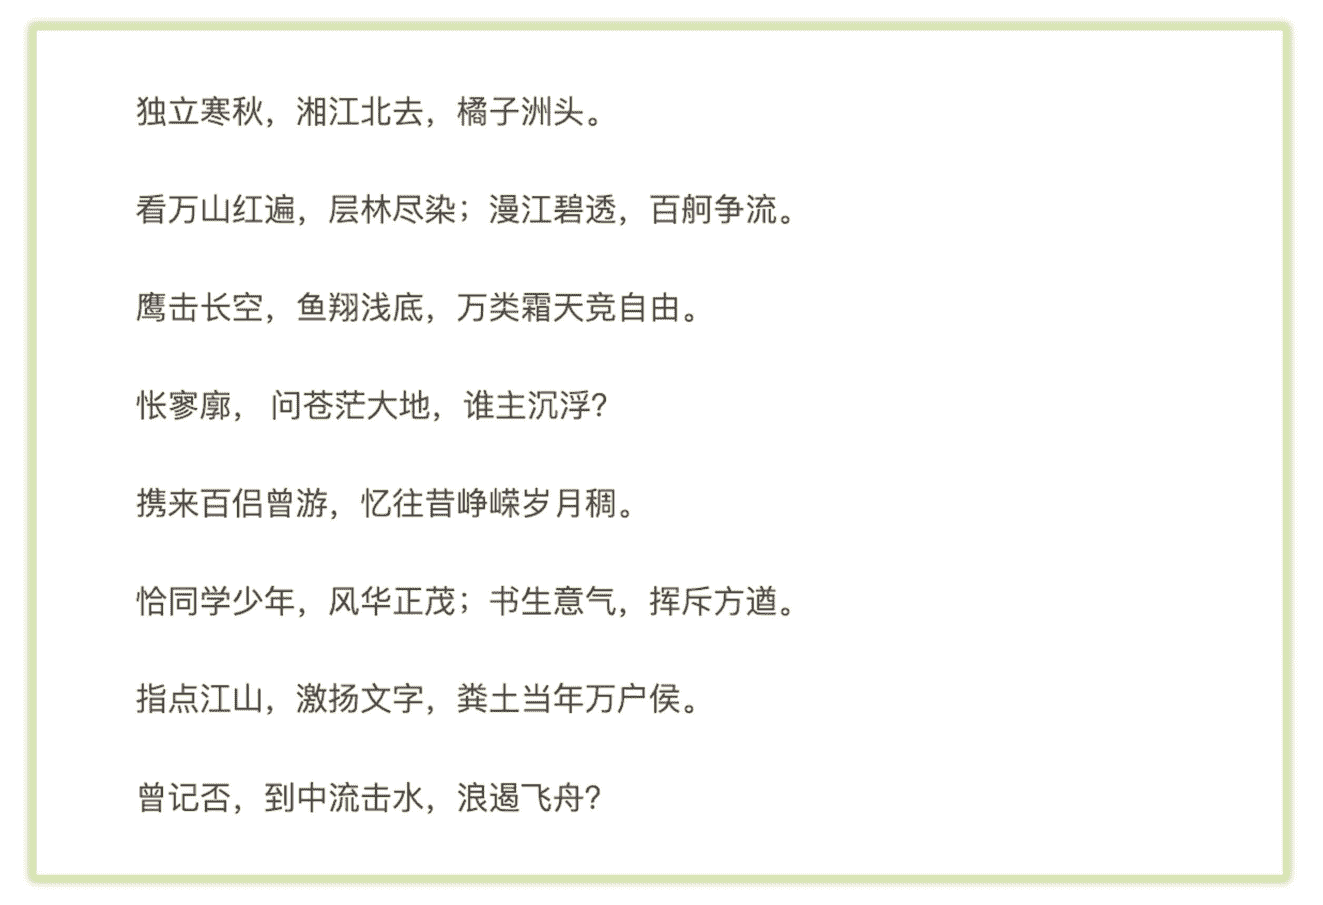 独立寒秋，湘江北去，橘子洲头。
看万山红遍，层林尽染；漫江碧透，百舸争流。
鹰击长空，鱼翔浅底，万类霜天竞自由。
怅寥廓， 问苍茫大地，谁主沉浮？
携来百侣曾游，忆往昔峥嵘岁月稠。
恰同学少年，风华正茂；书生意气，挥斥方遒。
指点江山，激扬文字，粪土当年万户侯。
曾记否，到中流击水，浪遏飞舟？